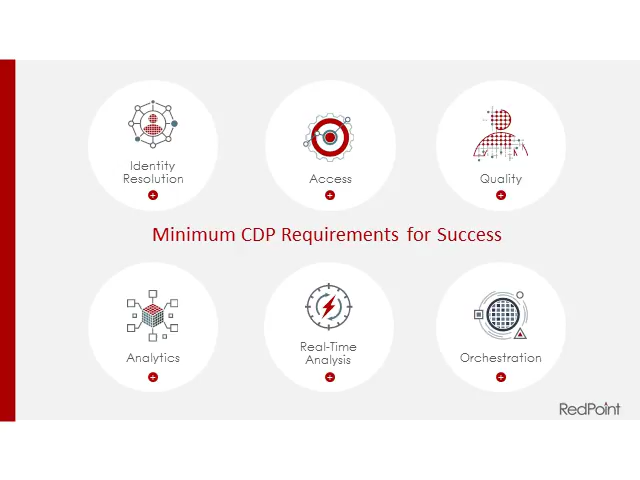 Identity
Resolution
Access
Quality
Minimum CDP Requirements for Success
Analytics
Real-Time
Analysis
Orchestration
RedPoint